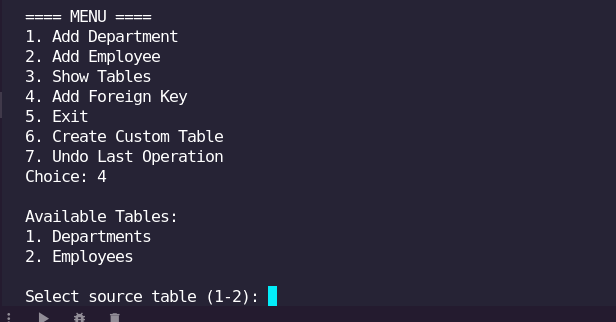 ==== MENU ====
1. Add Department
2. Add Employee
3. Show Tables
4. Add Foreign Key
5. Exit
6. Create Custom Table
7. Undo Last Operation
Choice: 4
Available Tables:
1. Departments
2. Employees
Select source table (1-2):